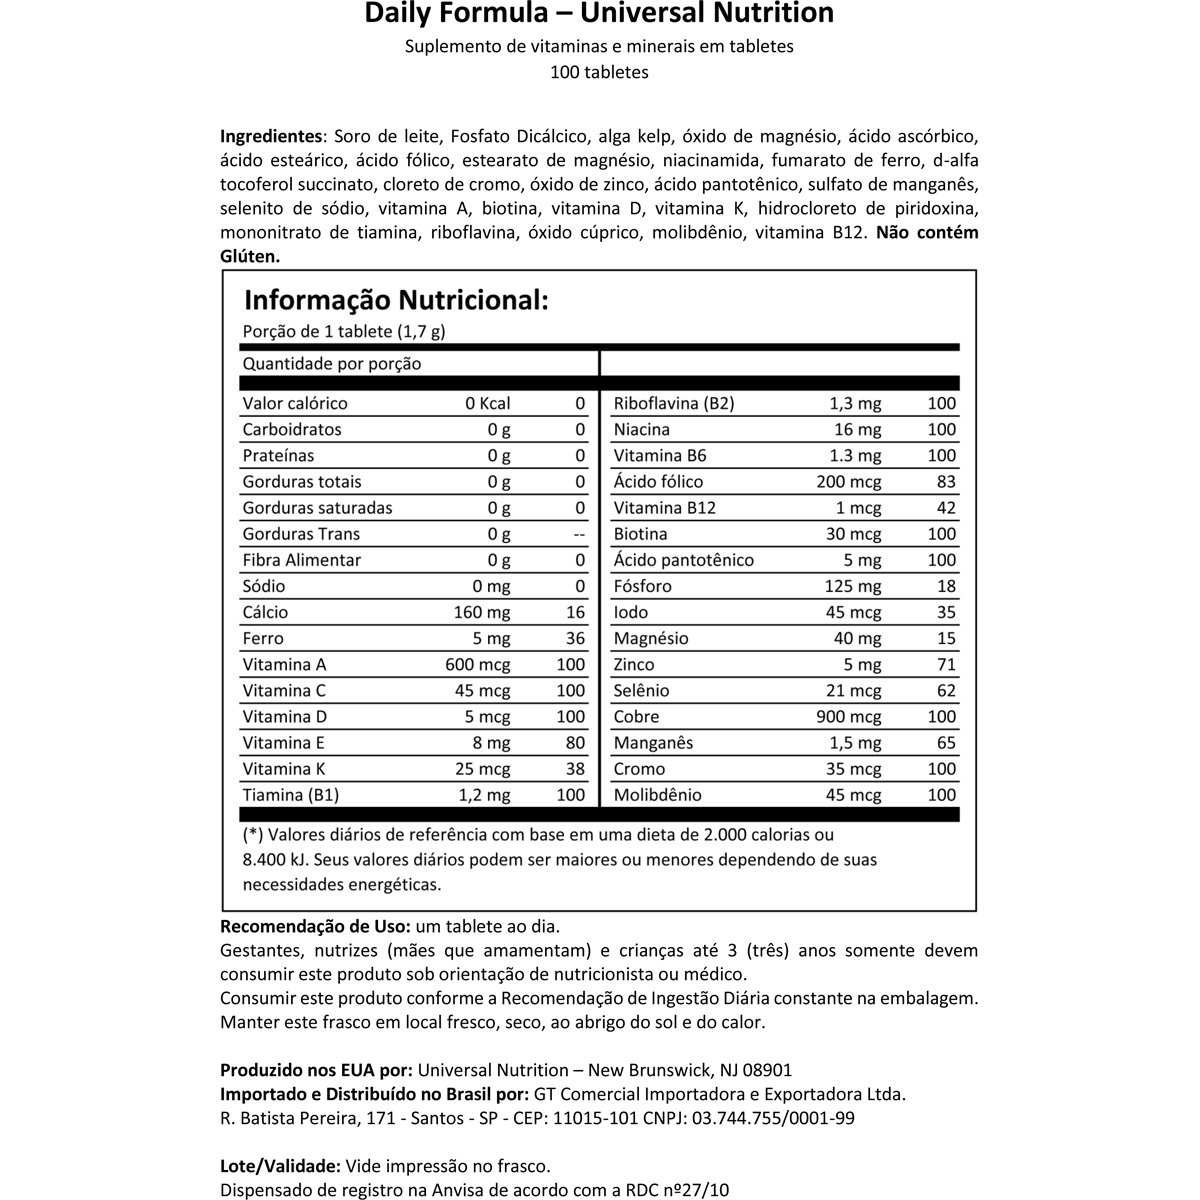 Daily Formula – Universal Nutrition
Suplemento de vitaminas e minerais em tabletes
100 tabletes
Ingredientes: Soro de leite, Fosfato Dicálcico, alga kelp, óxido de magnésio, ácido ascórbico,
ácido esteárico, ácido fólico, estearato de magnésio, niacinamida, fumarato de ferro, d-alfa
tocoferol succinato, cloreto de cromo, óxido de zinco, ácido pantotênico, sulfato de manganês,
selenito de sódio, vitamina A, biotina, vitamina D, vitamina K, hidrocloreto de piridoxina,
mononitrato de tiamina, riboflavina, óxido cúprico, molibdênio, vitamina B12. Não contém
Glúten.
Informação Nutricional:
Porção de 1 tablete (1,7 g)
Quantidade por porção
Valor calórico 0 Kcal 0
Carboidratos 0 g 0
Prateínas 0 g 0
Gorduras totais 0 g 0
Gorduras saturadas 0 g 0
Gorduras Trans 0 g --
Fibra Alimentar 0 g 0
Sódio 0 mg 0
Cálcio 160 mg 16
Ferro 5 mg 36
Vitamina A 600 mcg 100
Vitamina C 45 mcg 100
Vitamina D 5 mcg 100
Vitamina E 8 mg 80
Vitamina K 25 mcg 38
Tiamina (B1) 1,2 mg 100
Riboflavina (B2) 1,3 mg 100
Niacina 16 mg 100
Vitamina B6 1.3 mg 100
Ácido fólico 200 mcg 83
Vitamina B12 1 mcg 42
Biotina 30 mcg 100
Ácido pantotênico 5 mg 100
Fósforo 125 mg 18
Iodo 45 mcg 35
Magnésio 40 mg 15
Zinco 5 mg 71
Selênio 21 mcg 62
Cobre 900 mcg 100
Manganês 1,5 mg 65
Cromo 35 mcg 100
Molibdênio 45 mcg 100
(*) Valores diários de referência com base em uma dieta de 2.000 calorias ou
8.400 kJ. Seus valores diários podem ser maiores ou menores dependendo de suas
necessidades energéticas.
Recomendação de Uso: um tablete ao dia.
Gestantes, nutrizes (mães que amamentam) e crianças até 3 (três) anos somente devem
consumir este produto sob orientação de nutricionista ou médico.
Consumir este produto conforme a Recomendação de Ingestão Diária constante na embalagem.
Manter este frasco em local fresco, seco, ao abrigo do sol e do calor.
Produzido nos EUA por: Universal Nutrition – New Brunswick, NJ 08901
Importado e Distribuído no Brasil por: GT Comercial Importadora e Exportadora Ltda.
R. Batista Pereira, 171 - Santos - SP - CEP: 11015-101 CNPJ: 03.744.755/0001-99
Lote/Validade: Vide impressão no frasco.
Dispensado de registro na Anvisa de acordo com a RDC nº27/10